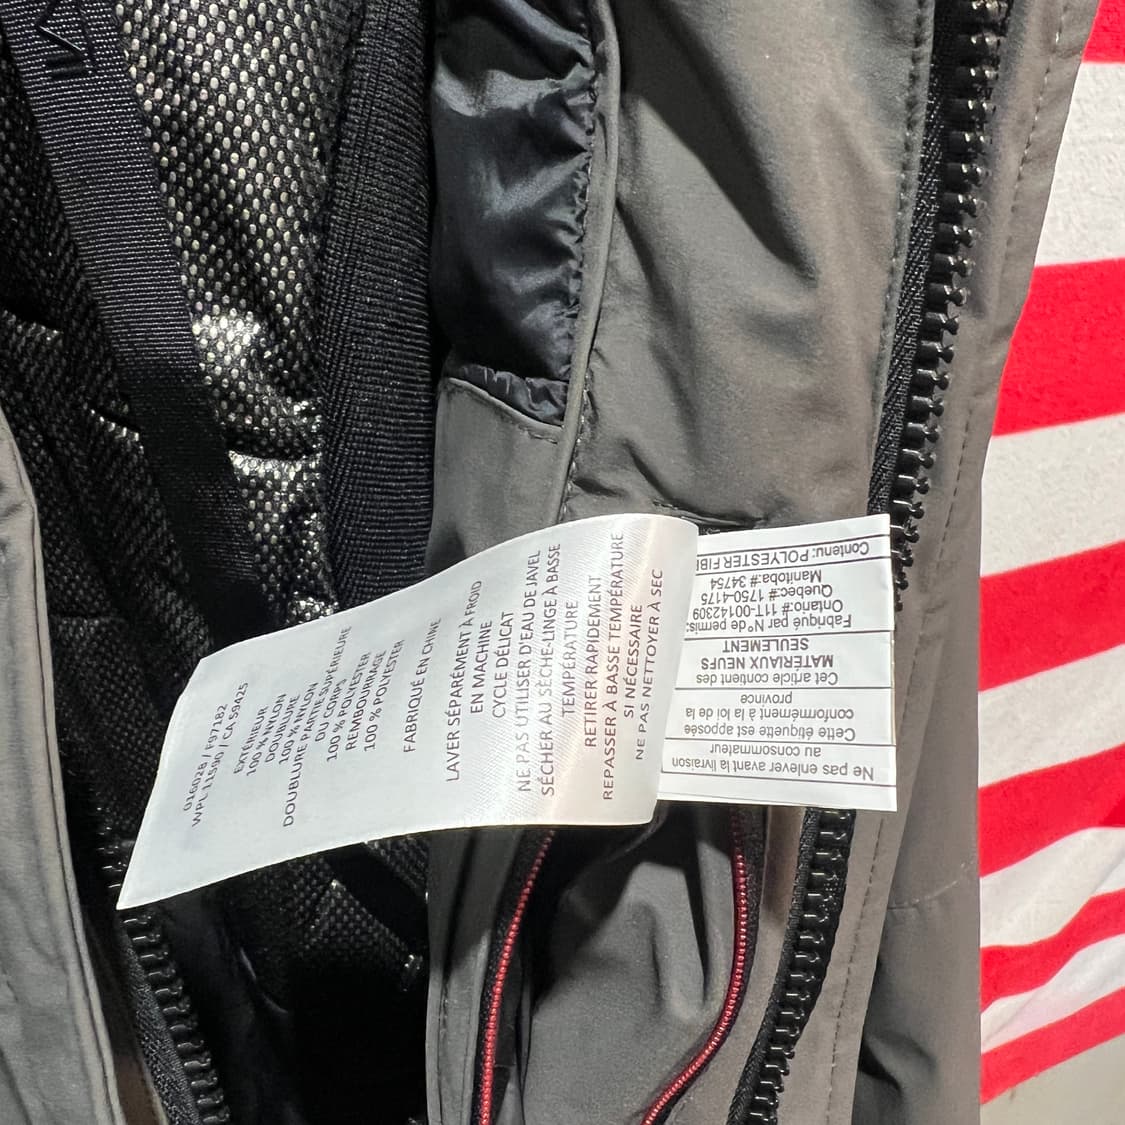 016028 / F97182
WPL 11590 / CA 59425
EXTÉRIEUR
100 % NYLON
DOUBLURE
100 % NYLON
DOUBLURE PARTIE SUPÉRIEURE
DU CORPS
100 % POLYESTER
REMBOURRAGE
100 % POLYESTER
FABRIQUÉ EN CHINE
LAVER SÉPARÉMENT À FROID
EN MACHINE
CYCLE DÉLICAT
NE PAS UTILISER D'EAU DE JAVEL
SÉCHER AU SÈCHE-LINGE À BASSE
TEMPÉRATURE
RETIRER RAPIDEMENT
REPASSER À BASSE TEMPÉRATURE
SI NÉCESSAIRE
NE PAS NETTOYER À SEC
Ne pas enlever avant la livraison
au consommateur
Cette étiquette est apposée
conformément à la loi de la
province
Cet article contient des
MATÉRIAUX NEUFS
SEULEMENT
Fabriqué par N° de permis:
Ontario:# 11T-00142309
Quebec:# 1750-4175
Manitoba:# 34754
Contenu: POLYESTER FIB